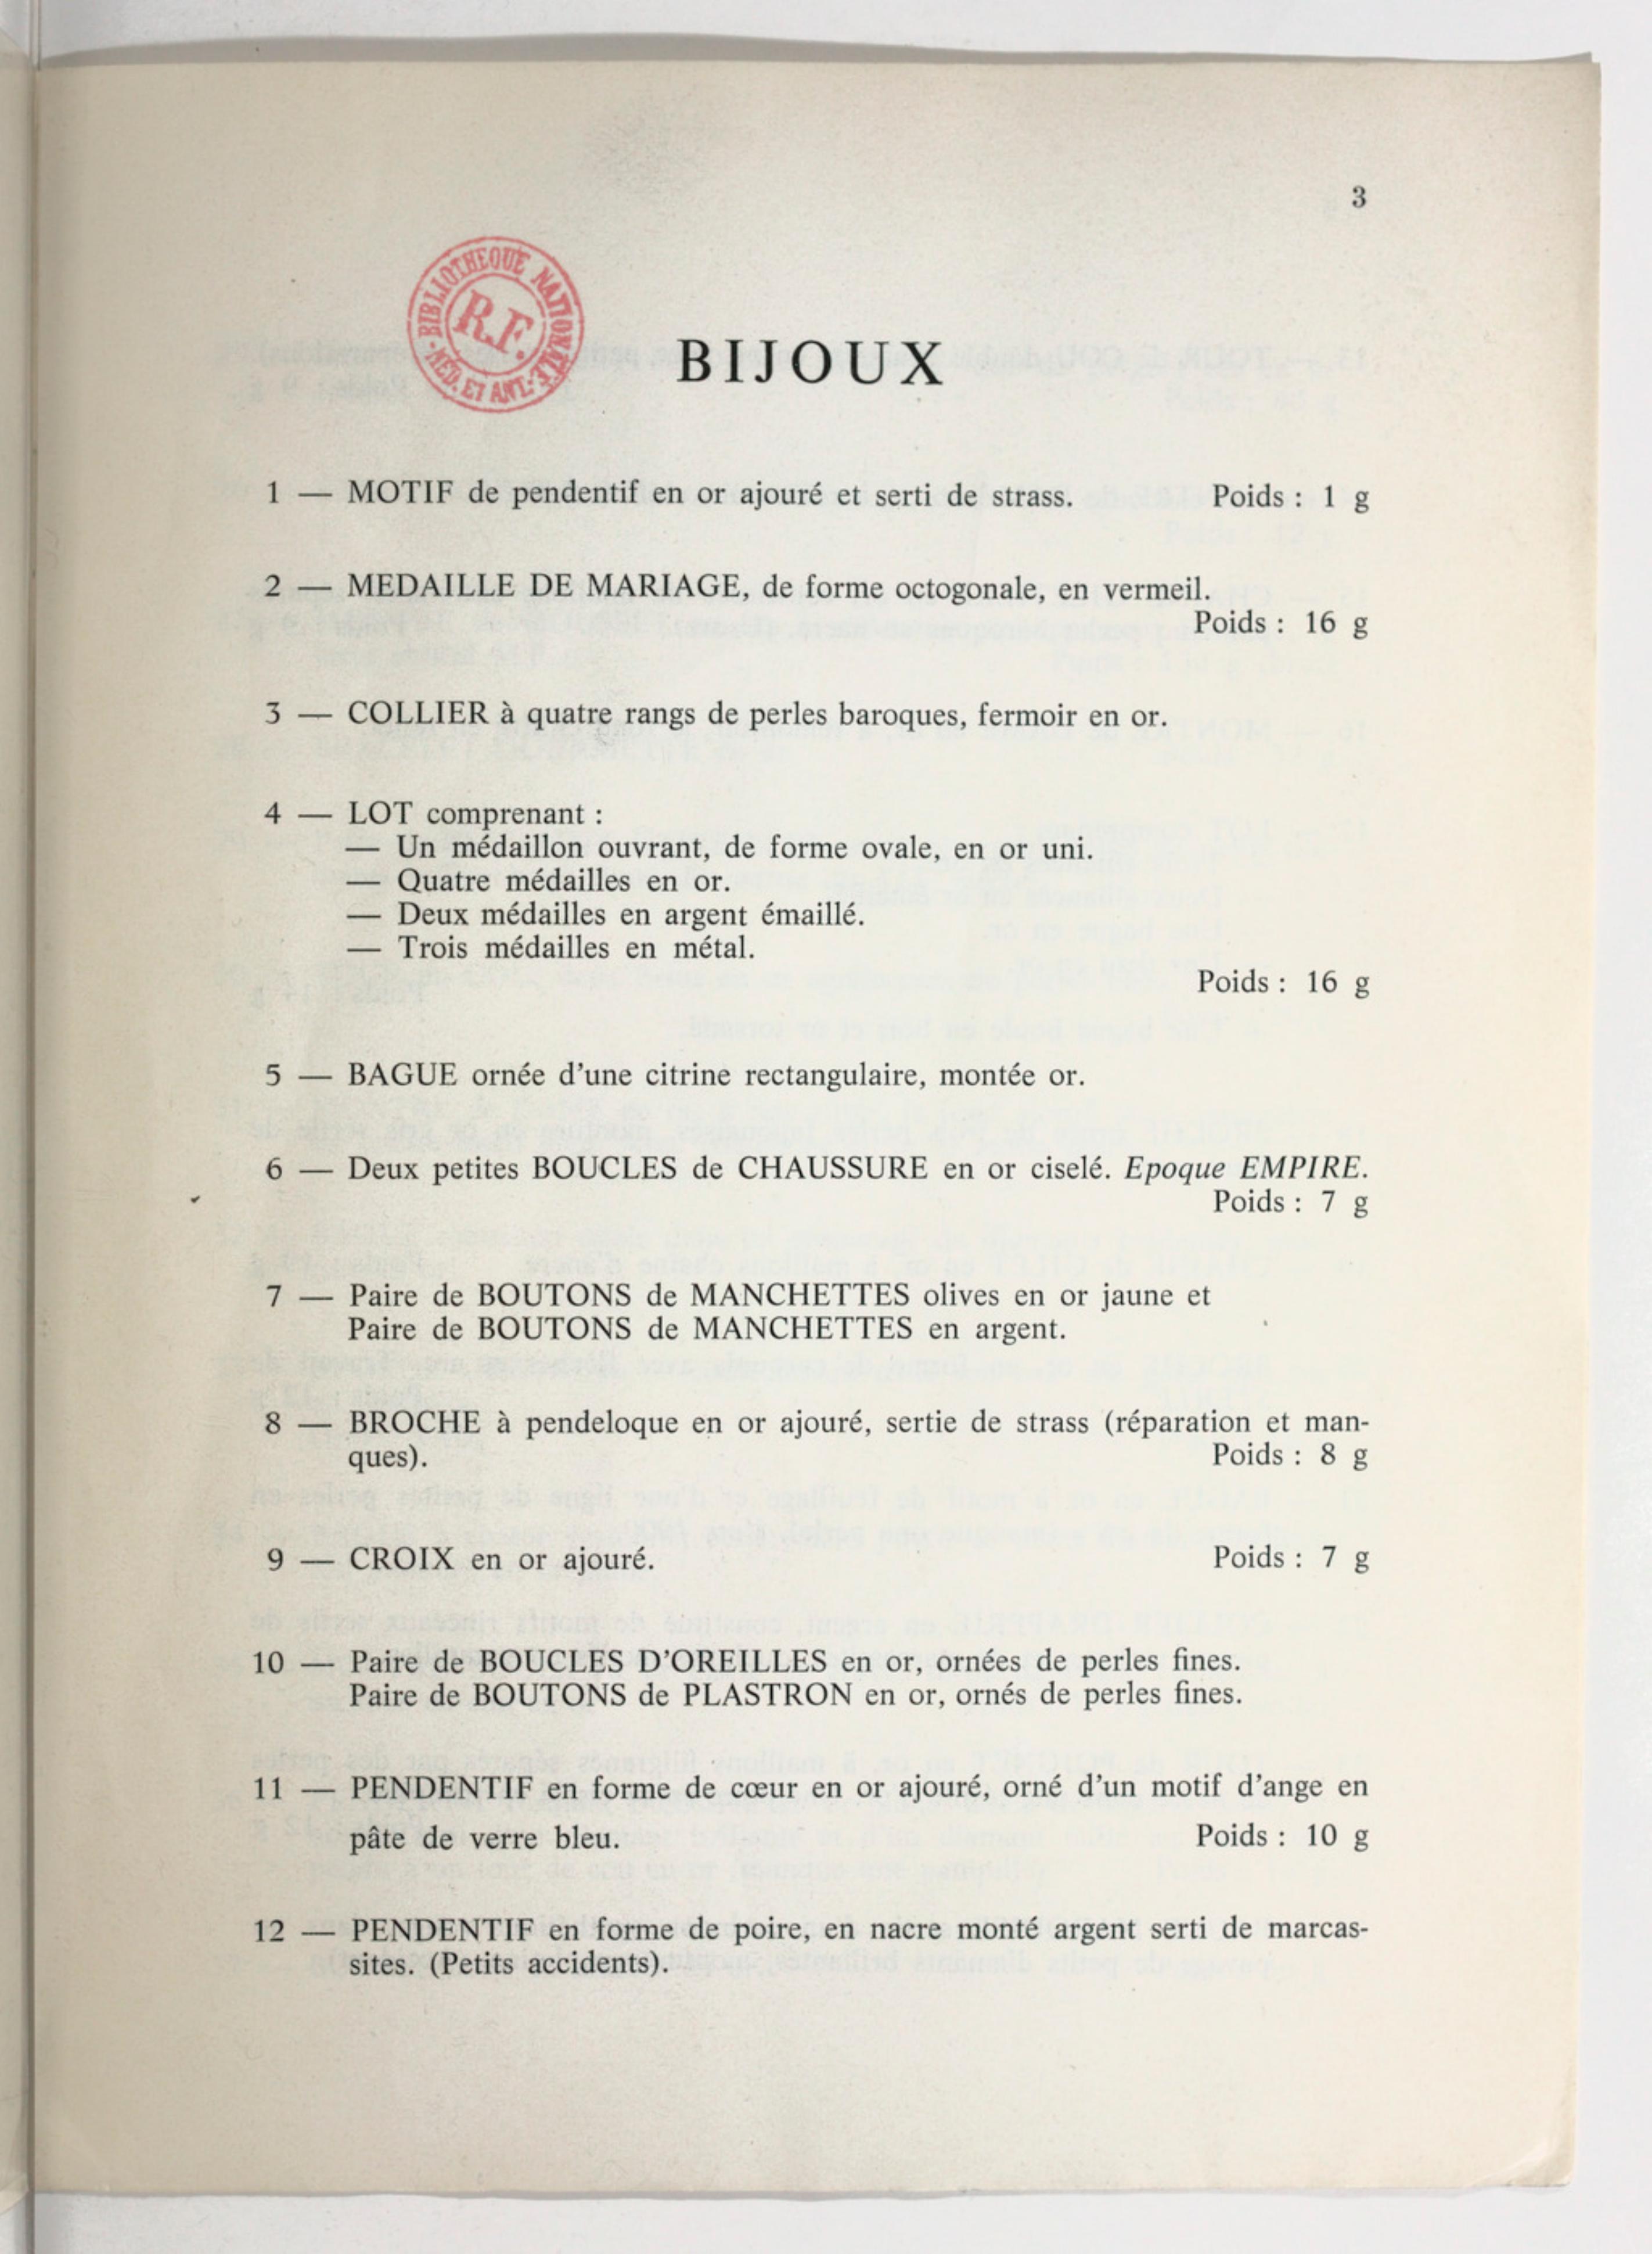 3
BIBLIOTHEQUE NATIONALE
R.F.
MÉD. ET ANT.
BIJOUX
1 — MOTIF de pendentif en or ajouré et serti de strass. Poids : 1 g
2 — MEDAILLE DE MARIAGE, de forme octogonale, en vermeil.
Poids : 16 g
3 — COLLIER à quatre rangs de perles baroques, fermoir en or.
4 — LOT comprenant :
— Un médaillon ouvrant, de forme ovale, en or uni.
— Quatre médailles en or.
— Deux médailles en argent émaillé.
— Trois médailles en métal.
Poids : 16 g
5 — BAGUE ornée d'une citrine rectangulaire, montée or.
6 — Deux petites BOUCLES de CHAUSSURE en or ciselé. Epoque EMPIRE.
Poids : 7 g
7 — Paire de BOUTONS de MANCHETTES olives en or jaune et
Paire de BOUTONS de MANCHETTES en argent.
8 — BROCHE à pendeloque en or ajouré, sertie de strass (réparation et man-
ques). Poids : 8 g
9 — CROIX en or ajouré. Poids : 7 g
10 — Paire de BOUCLES D'OREILLES en or, ornées de perles fines.
Paire de BOUTONS de PLASTRON en or, ornés de perles fines.
11 — PENDENTIF en forme de cœur en or ajouré, orné d'un motif d'ange en
pâte de verre bleu. Poids : 10 g
12 — PENDENTIF en forme de poire, en nacre monté argent serti de marcas-
sites. (Petits accidents).